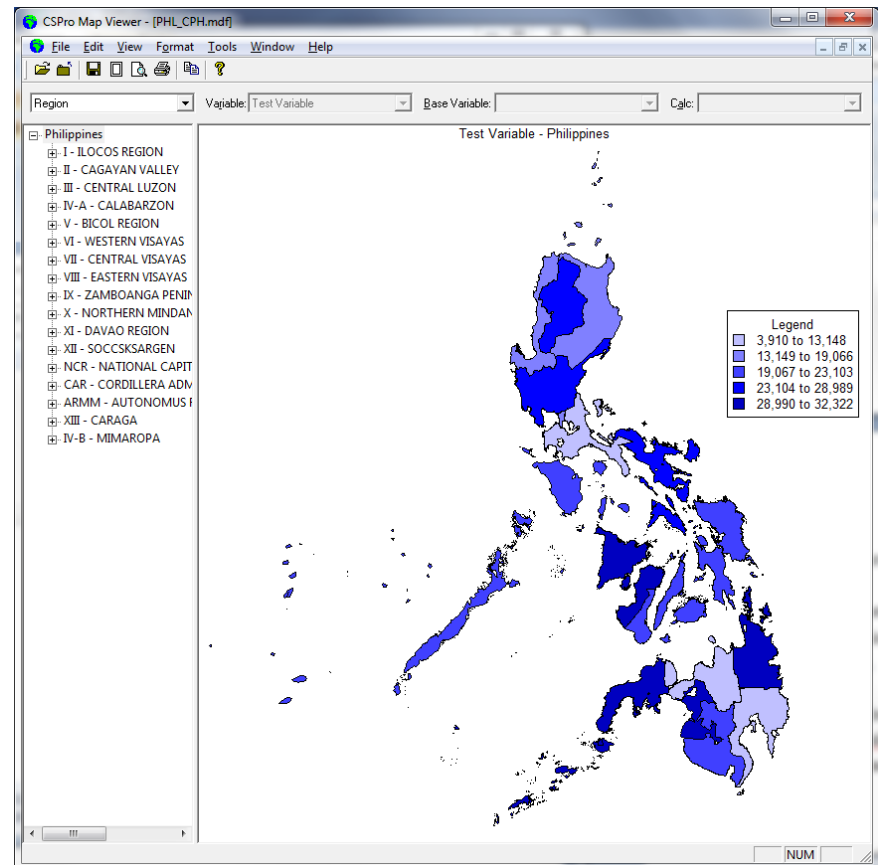 CSPro Map Viewer - [PHL_CPH.mdf]
File Edit View Format Tools Window Help
Region Variable: Test Variable Base Variable: Calc:
Philippines
I - ILOCOS REGION
II - CAGAYAN VALLEY
III - CENTRAL LUZON
IV-A - CALABARZON
V - BICOL REGION
VI - WESTERN VISAYAS
VII - CENTRAL VISAYAS
VIII - EASTERN VISAYAS
IX - ZAMBOANGA PENIN
X - NORTHERN MINDAN
XI - DAVAO REGION
XII - SOCCSKSARGEN
NCR - NATIONAL CAPIT
CAR - CORDILLERA ADM
ARMM - AUTONOMUS F
XIII - CARAGA
IV-B - MIMAROPA
Test Variable - Philippines
Legend
3,910 to 13,148
13,149 to 19,066
19,067 to 23,103
23,104 to 28,989
28,990 to 32,322
NUM